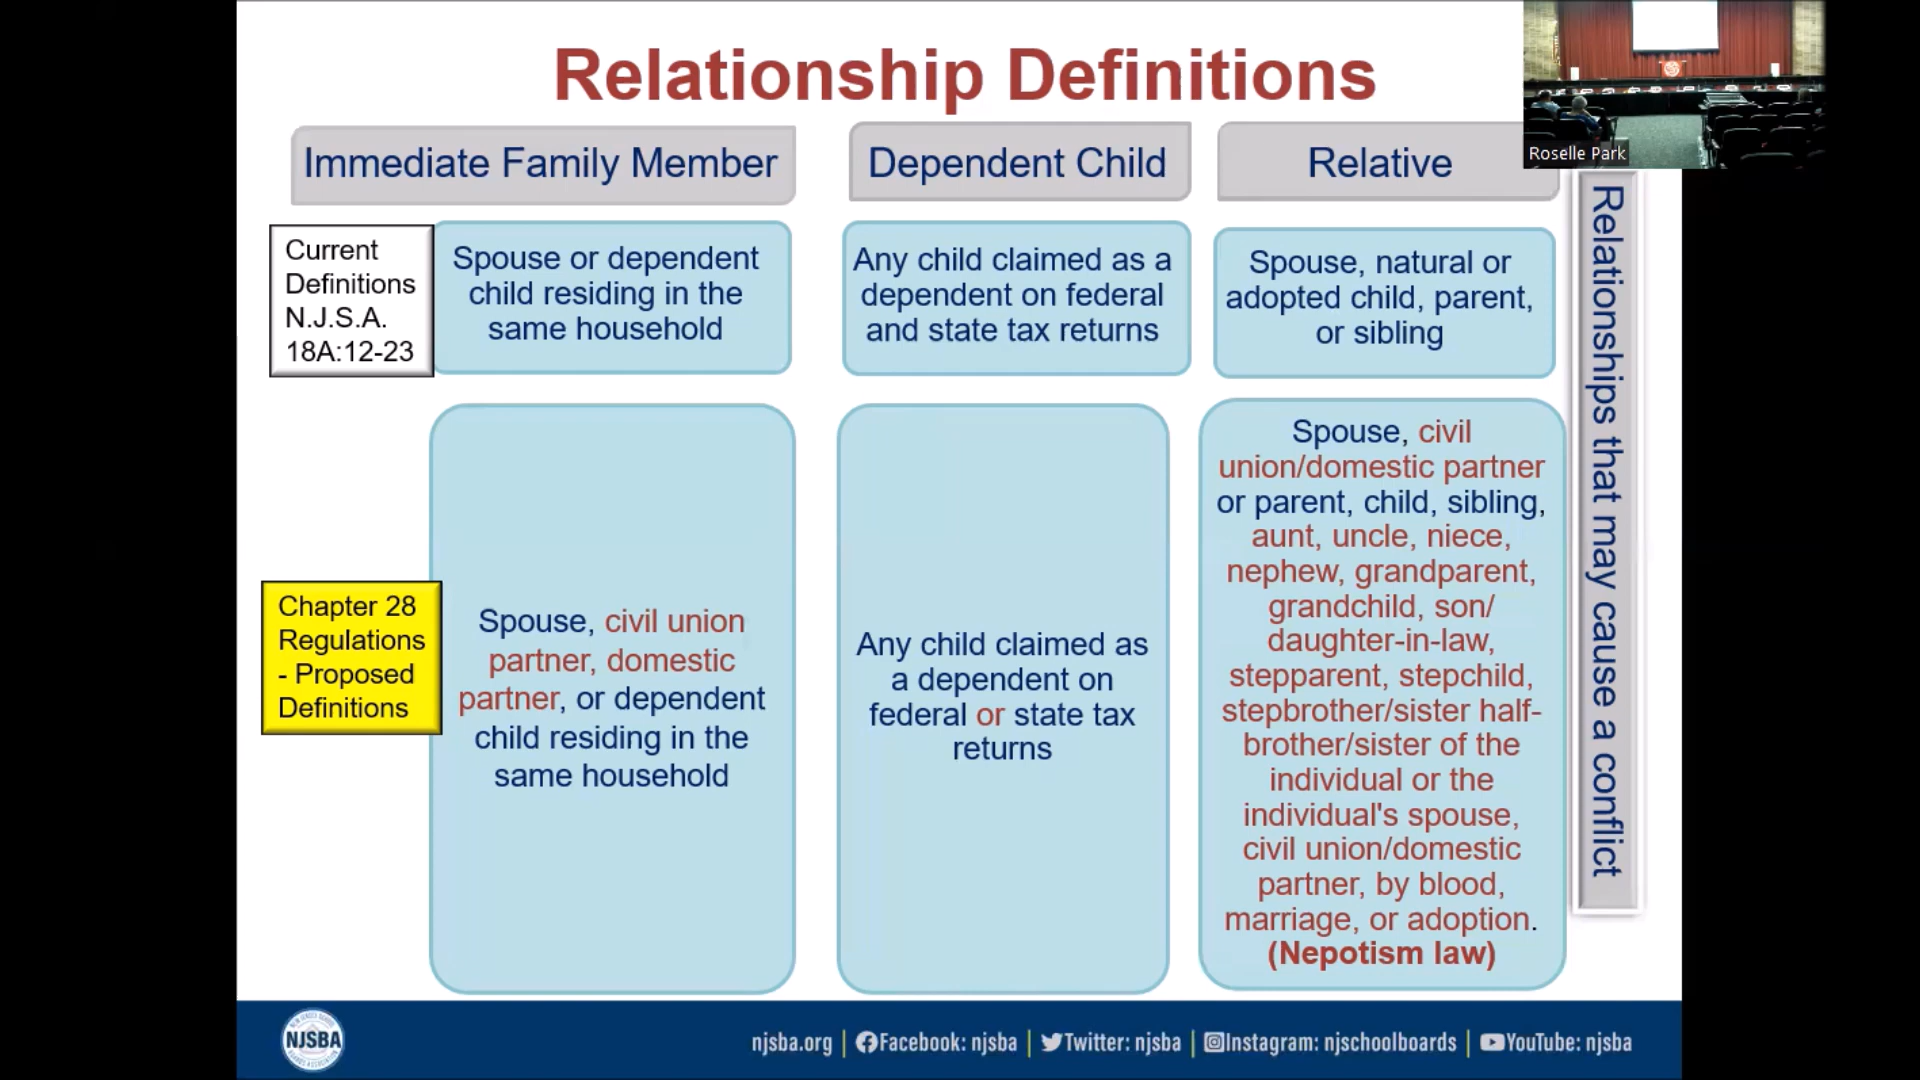 Relationship Definitions
Roselle Park
Immediate Family Member
Dependent Child
Relative
Current
Definitions
N.J.S.A.
18A:12-23
Spouse or dependent
child residing in the
same household
Any child claimed as a
dependent on federal
and state tax returns
Spouse, natural or
adopted child, parent,
or sibling
Chapter 28
Regulations
- Proposed
Definitions
Spouse, civil union
partner, domestic
partner, or dependent
child residing in the
same household
Any child claimed as
a dependent on
federal or state tax
returns
Spouse, civil
union/domestic partner
or parent, child, sibling,
aunt, uncle, niece,
nephew, grandparent,
grandchild, son/
daughter-in-law,
stepparent, stepchild,
stepbrother/sister half-
brother/sister of the
individual or the
individual's spouse,
civil union/domestic
partner, by blood,
marriage, or adoption.
(Nepotism law)
Relationships that may cause a conflict
NJSBA
njsba.org | Facebook: njsba | Twitter: njsba | Instagram: njschoolboards | YouTube: njsba